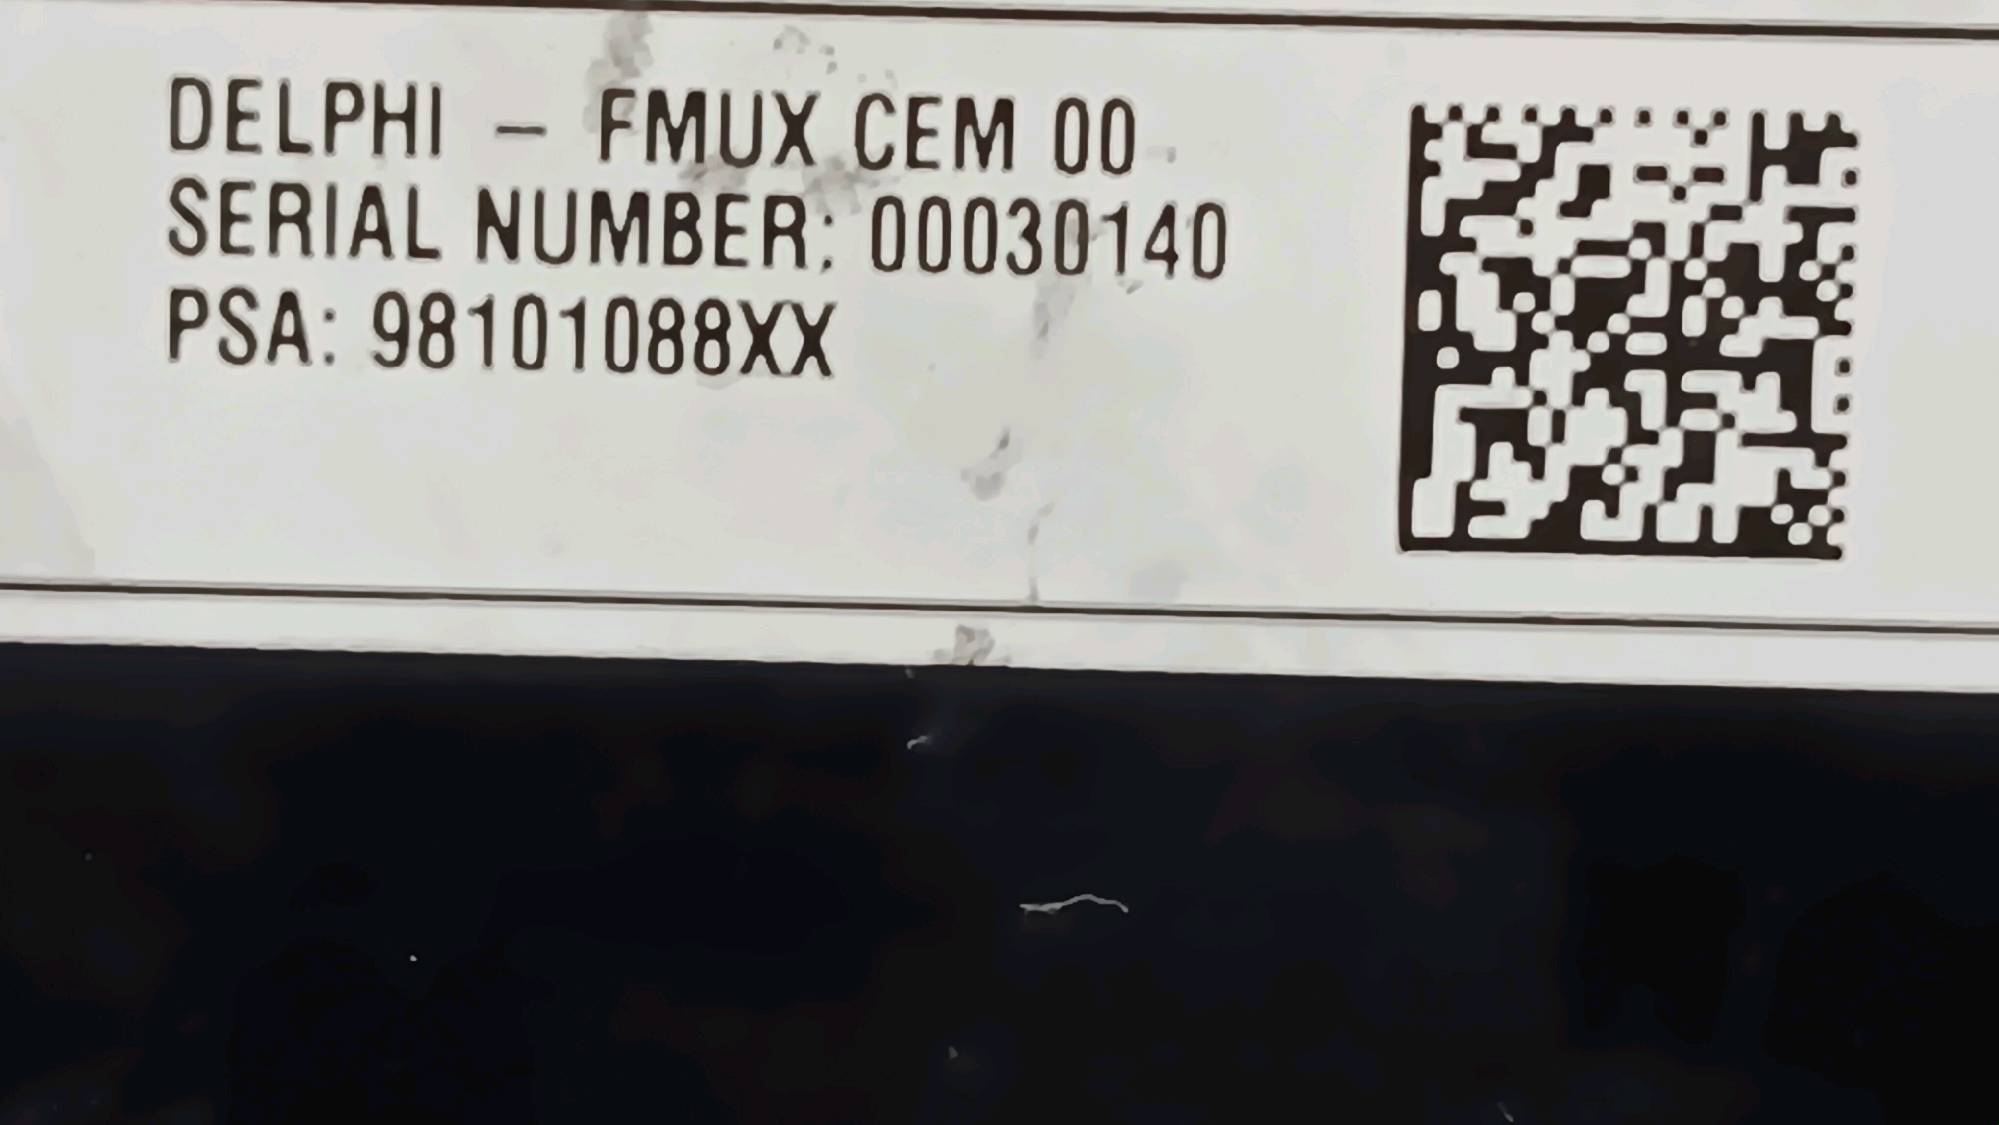 DELPHI – FMUX CEM 00
SERIAL NUMBER: 00030140
PSA: 98101088XX